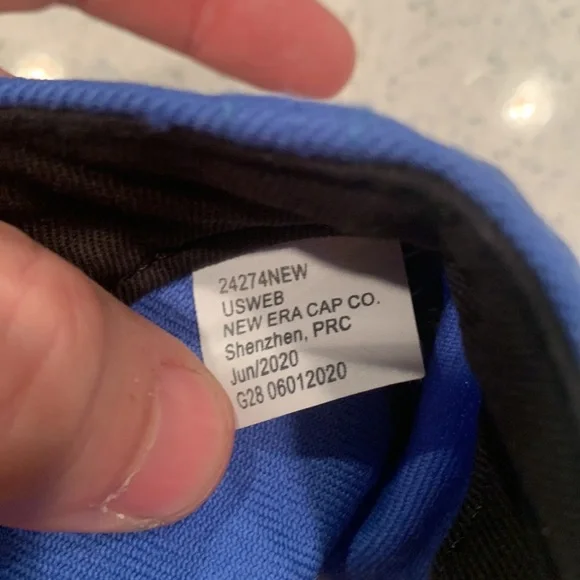 24274NEW
USWEB
NEW ERA CAP CO.
Shenzhen, PRC
Jun/2020
G28 06012020